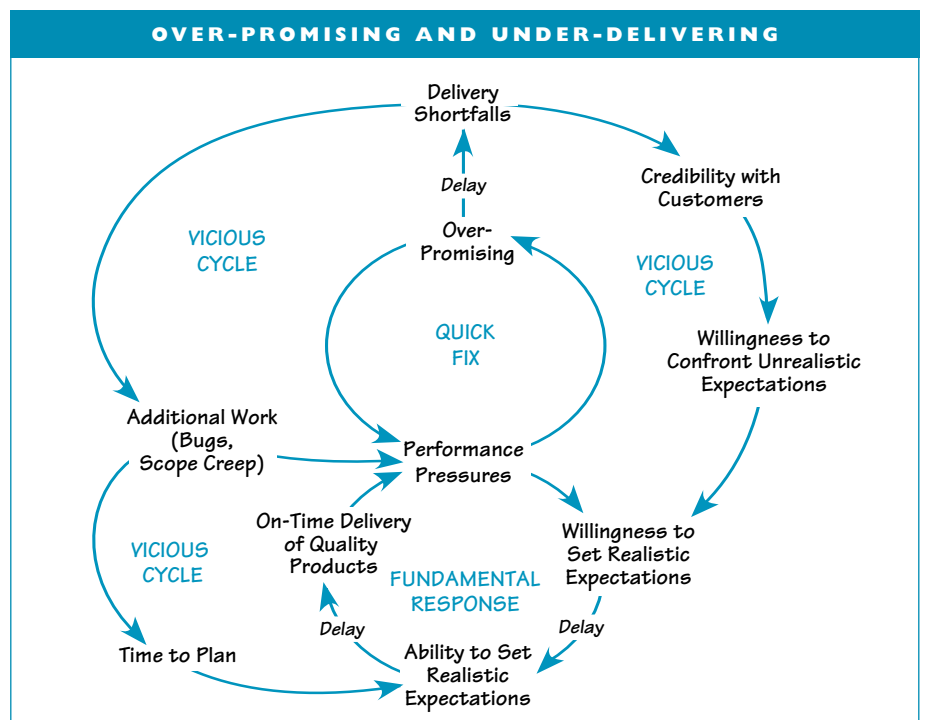 OVER-PROMISING AND UNDER-DELIVERING
Delivery
Shortfalls
Delay
Credibility with
Customers
Over-
Promising
VICIOUS
CYCLE
VICIOUS
CYCLE
QUICK
FIX
Willingness to
Confront Unrealistic
Expectations
Additional Work
(Bugs,
Scope Creep)
Performance
Pressures
On-Time Delivery
of Quality
Products
Willingness to
Set Realistic
Expectations
VICIOUS
CYCLE
FUNDAMENTAL
RESPONSE
Delay
Delay
Time to Plan
Ability to Set
Realistic
Expectations